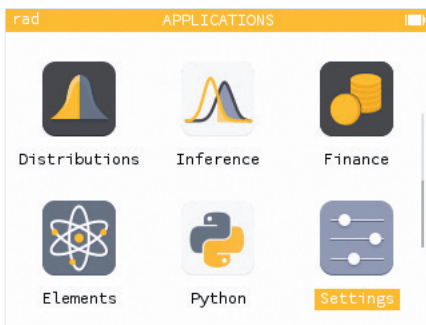 rad APPLICATIONS
Distributions Inference Finance
Elements Python Settings